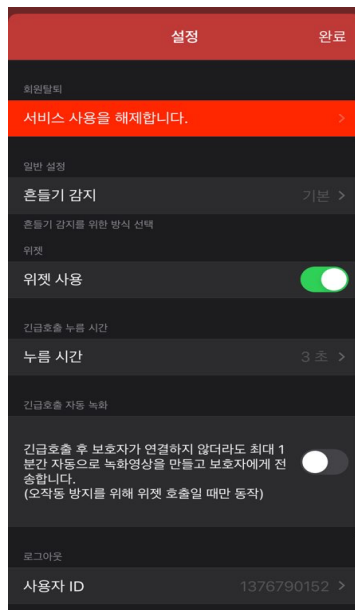 설정
완료
회원탈퇴
서비스 사용을 해제합니다.
일반 설정
흔들기 감지
기본
흔들기 감지를 위한 방식 선택
위젯
위젯 사용
긴급호출 누름 시간
누름 시간
3 초
긴급호출 자동 녹화
긴급호출 후 보호자가 연결하지 않더라도 최대 1
분간 자동으로 녹화영상을 만들고 보호자에게 전
송합니다.
(오작동 방지를 위해 위젯 호출일 때만 동작)
로그아웃
사용자 ID
1376790152